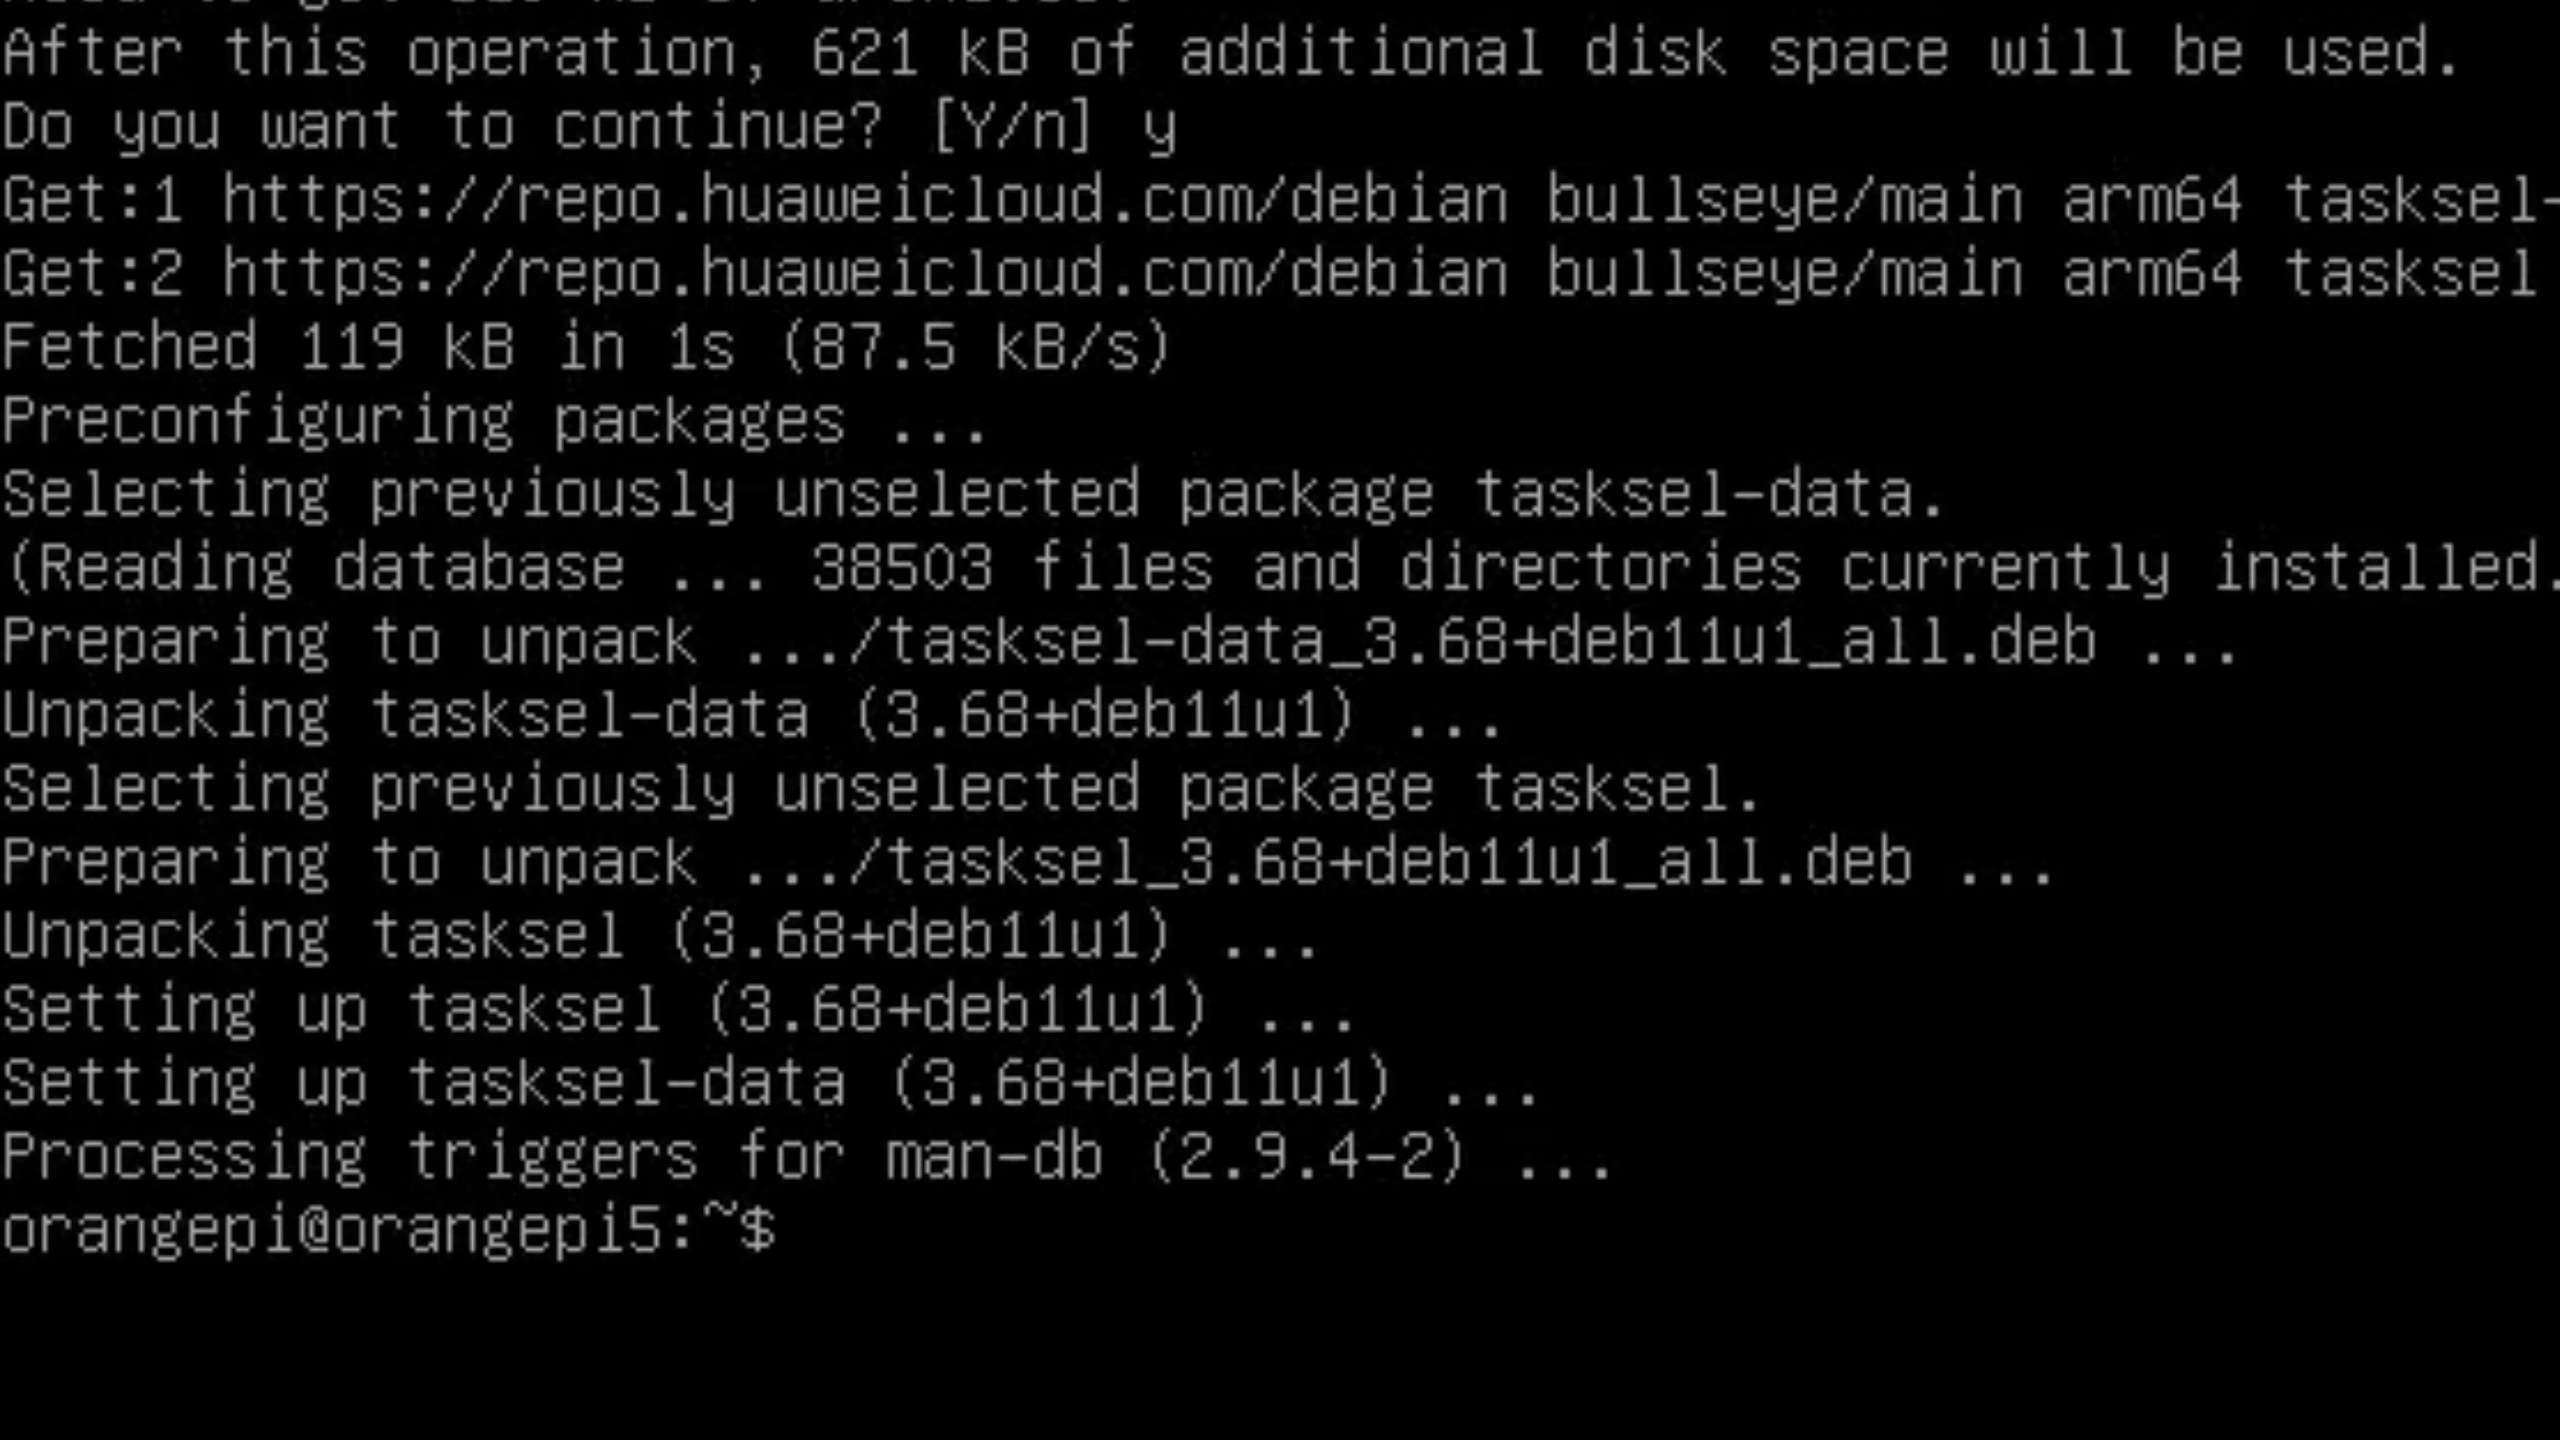 After this operation, 621 kB of additional disk space will be used.
Do you want to continue? [Y/n] y
Get:1 https://repo.huaweicloud.com/debian bullseye/main arm64 tasksel-
Get:2 https://repo.huaweicloud.com/debian bullseye/main arm64 tasksel
Fetched 119 kB in 1s (87.5 kB/s)
Preconfiguring packages ...
Selecting previously unselected package tasksel-data.
(Reading database ... 38503 files and directories currently installed.
Preparing to unpack .../tasksel-data_3.68+deb11u1_all.deb ...
Unpacking tasksel-data (3.68+deb11u1) ...
Selecting previously unselected package tasksel.
Preparing to unpack .../tasksel_3.68+deb11u1_all.deb ...
Unpacking tasksel (3.68+deb11u1) ...
Setting up tasksel (3.68+deb11u1) ...
Setting up tasksel-data (3.68+deb11u1) ...
Processing triggers for man-db (2.9.4-2) ...
orangepi@orangepi5:~$